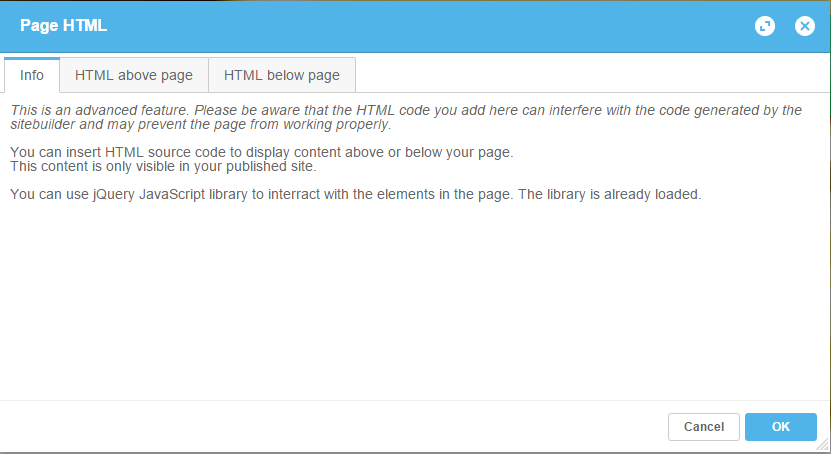 Page HTML
Info
HTML above page
HTML below page
This is an advanced feature. Please be aware that the HTML code you add here can interfere with the code generated by the
sitebuilder and may prevent the page from working properly.
You can insert HTML source code to display content above or below your page.
This content is only visible in your published site.
You can use jQuery JavaScript library to interract with the elements in the page. The library is already loaded.
Cancel
OK